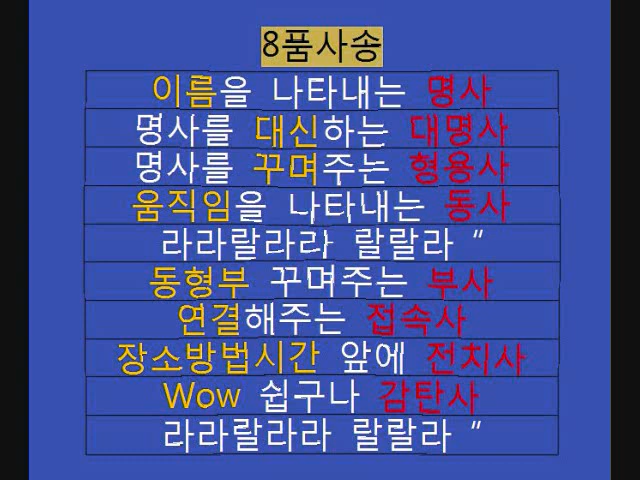 8품사송
이름을 나타내는 명사
명사를 대신하는 대명사
명사를 꾸며주는 형용사
움직임을 나타내는 동사
라라랄라라 랄랄라 "
동형부 꾸며주는 부사
연결해주는 접속사
장소방법시간 앞에 전치사
Wow 쉽구나 감탄사
라라랄라라 랄랄라 "